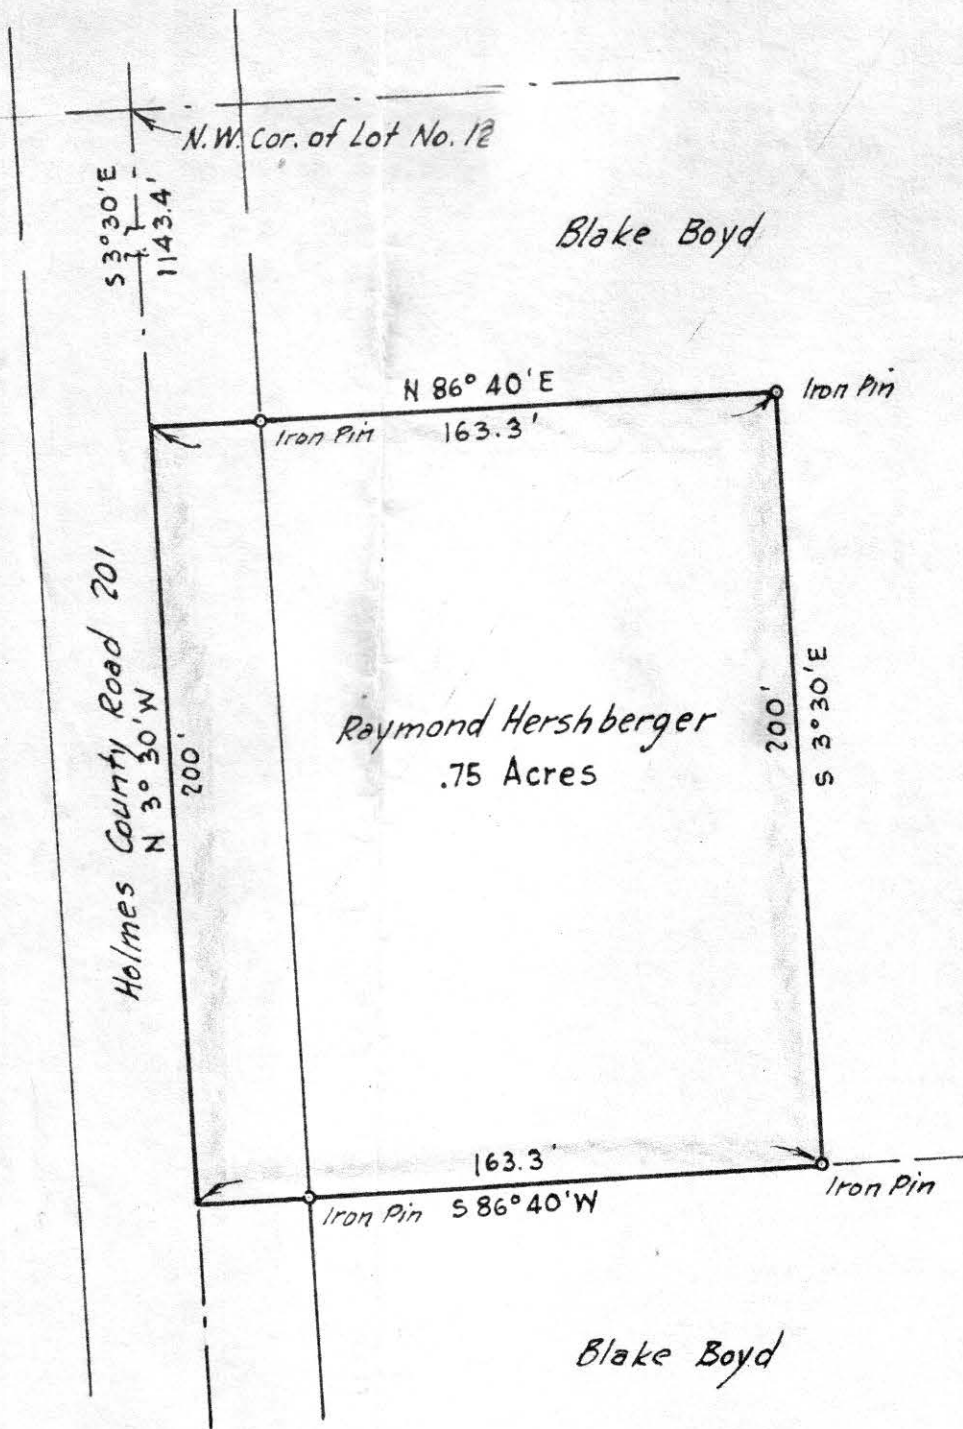 N.W. Cor. of Lot No. 12
S 3°30'E
1143.4'
Blake Boyd
N 86° 40'E
163.3'
Iron Pin
Iron Pin
Holmes County Road 201
N 3° 30'W
200'
Raymond Hershberger
.75 Acres
200'
S 3°30'E
163.3'
S 86°40'W
Iron Pin
Iron Pin
Blake Boyd